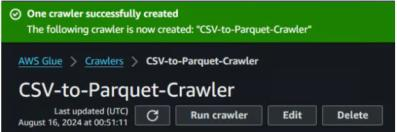 One crawler successfully created
The following crawler is now created: "CSV-to-Parquet-Crawler"
AWS Glue > Crawlers > CSV-to-Parquet-Crawler
CSV-to-Parquet-Crawler
Last updated (UTC)
August 16, 2024 at 00:51:11
Run crawler
Edit
Delete